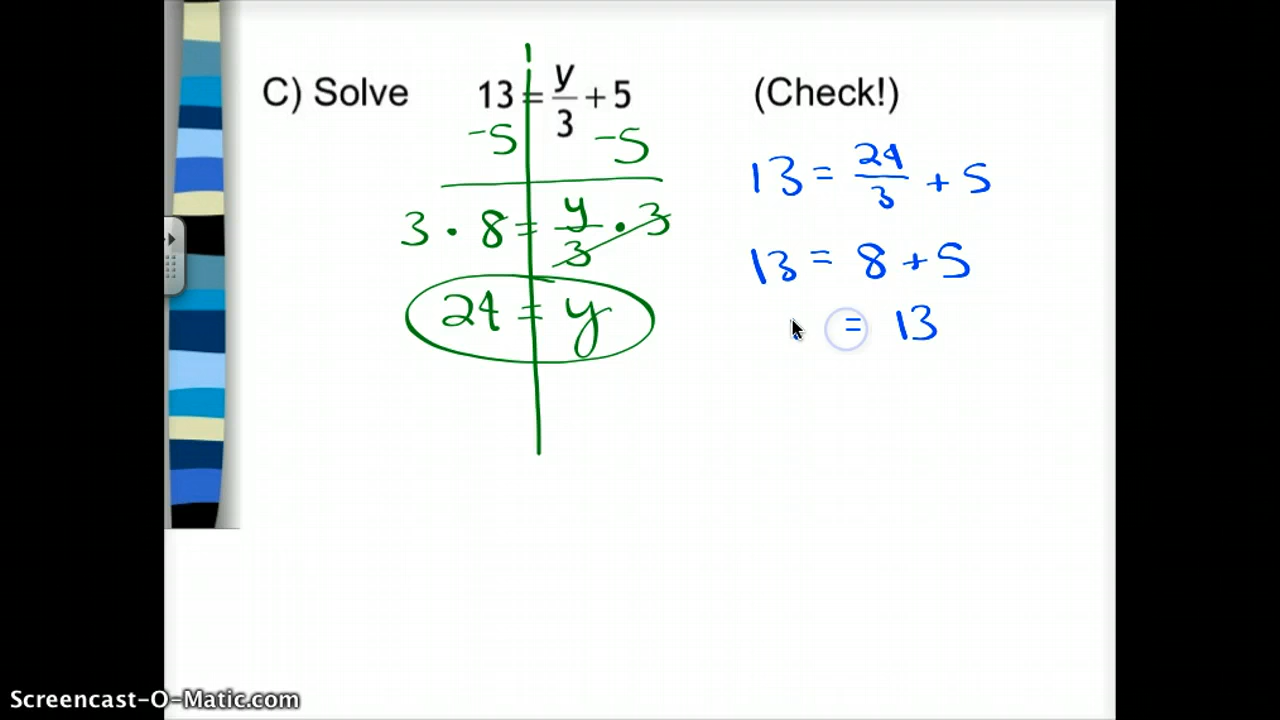 C) Solve 13 = y/3 + 5 (Check!)
-5 -5
13 = 24/3 + 5
3 · 8 = y/3 · 3
13 = 8 + 5
24 = y
= 13
Screencast-O-Matic.com